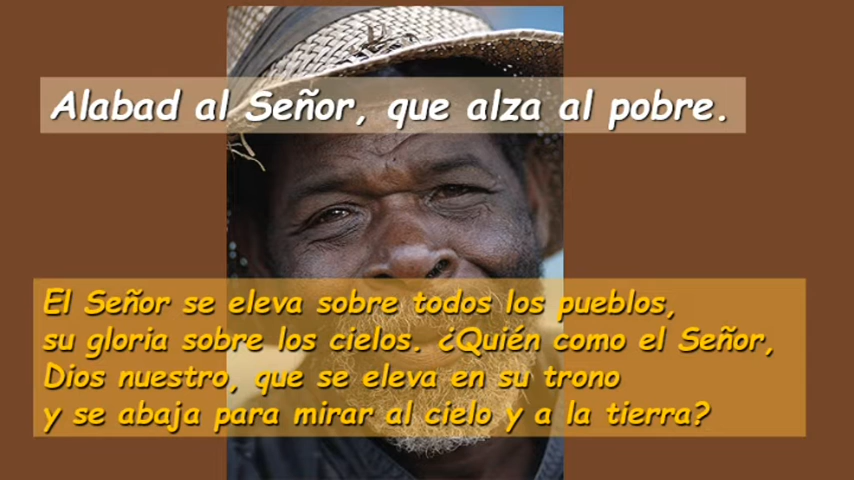 Alabad al Señor, que alza al pobre.
El Señor se eleva sobre todos los pueblos,
su gloria sobre los cielos. ¿Quién como el Señor,
Dios nuestro, que se eleva en su trono
y se abaja para mirar al cielo y a la tierra?